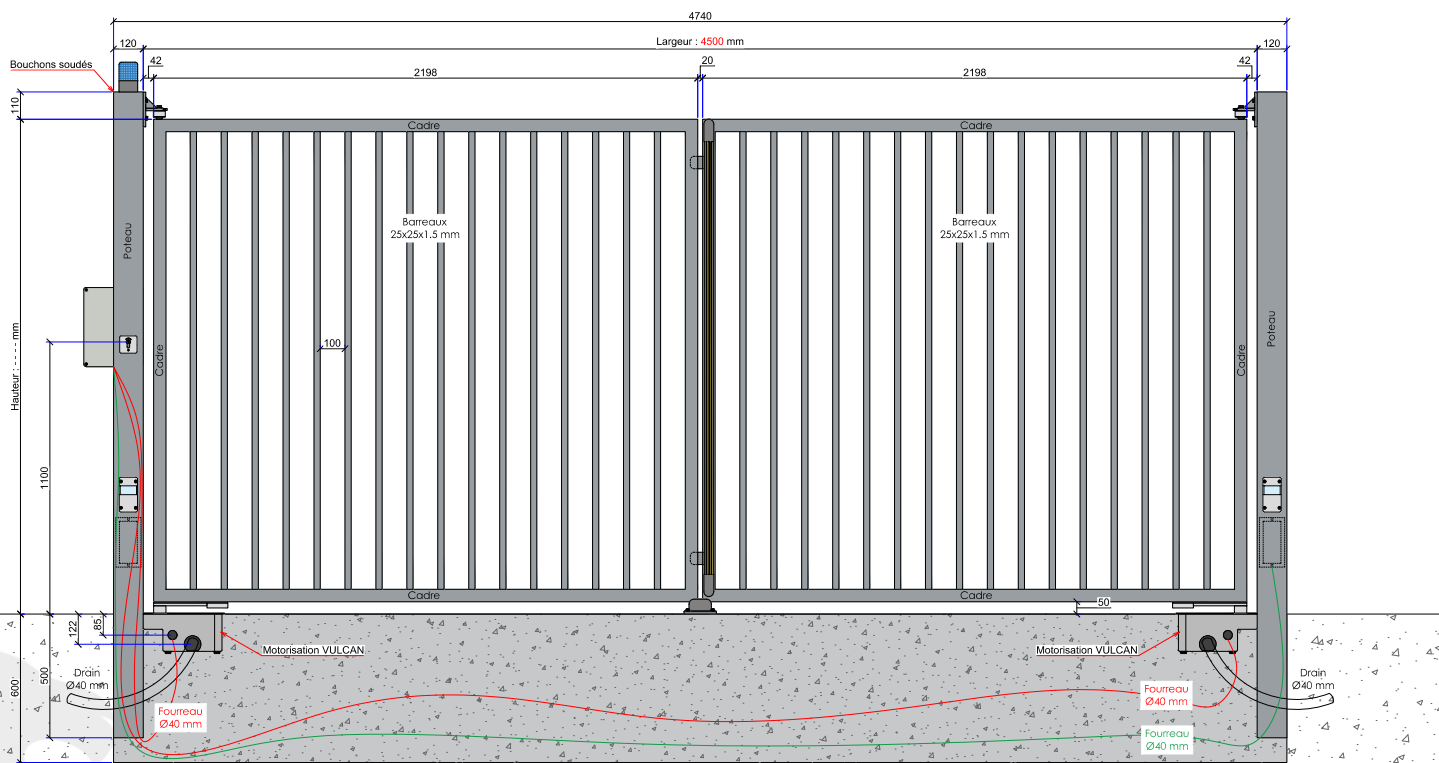 4740
120
Largeur : 4500 mm
120
Bouchons soudés
42
2198
20
2198
42
110
Cadre
Cadre
Poteau
Barreaux
25x25x1.5 mm
Barreaux
25x25x1.5 mm
Hauteur : - - - - mm
Cadre
100
Cadre
Poteau
1100
Cadre
Cadre
50
122
85
Motorisation VULCAN
Motorisation VULCAN
600
500
Drain
Ø40 mm
Drain
Ø40 mm
Fourreau
Ø40 mm
Fourreau
Ø40 mm
Fourreau
Ø40 mm